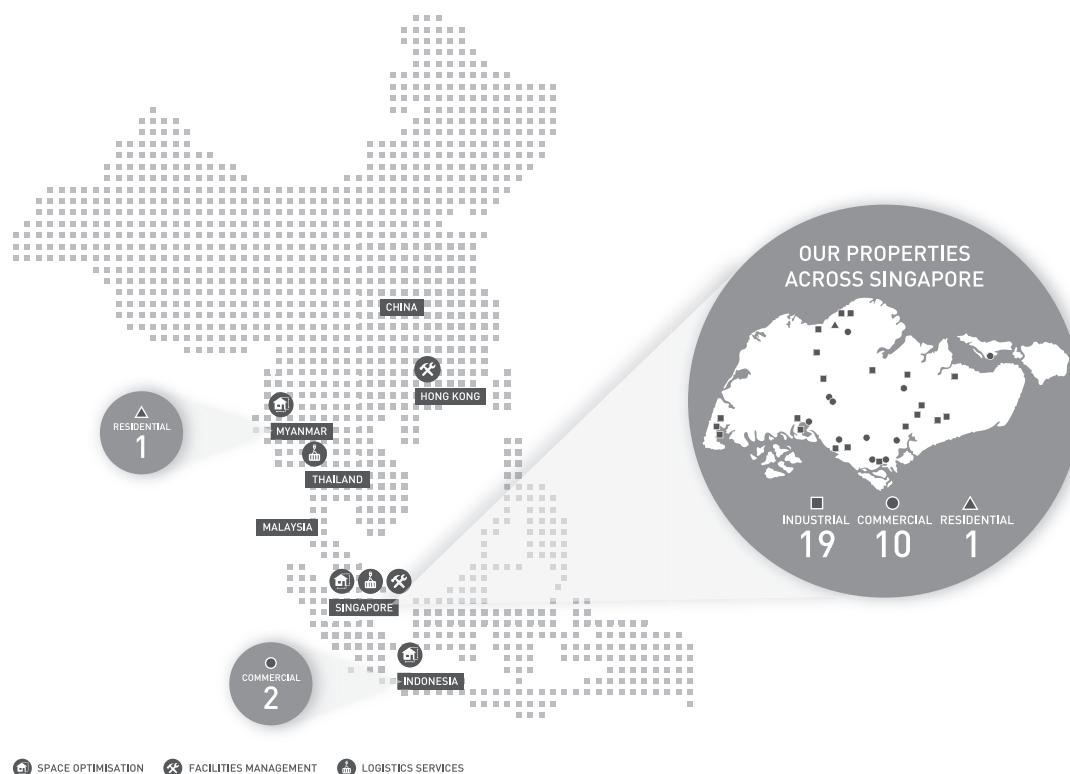 OUR PROPERTIES
ACROSS SINGAPORE
CHINA
HONG KONG
RESIDENTIAL
1
MYANMAR
THAILAND
MALAYSIA
INDUSTRIAL COMMERCIAL RESIDENTIAL
19 10 1
SINGAPORE
COMMERCIAL
2
INDONESIA
SPACE OPTIMISATION FACILITIES MANAGEMENT LOGISTICS SERVICES